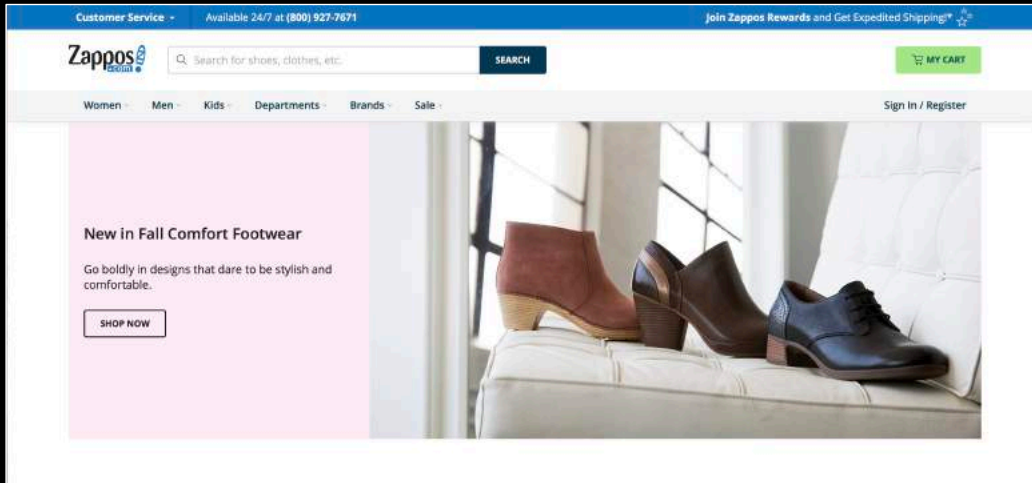 Customer Service
Available 24/7 at (800) 927-7671
Join Zappos Rewards and Get Expedited Shipping!*
Zappos
.com
Search for shoes, clothes, etc.
SEARCH
MY CART
Women
Men
Kids
Departments
Brands
Sale
Sign In / Register
New in Fall Comfort Footwear
Go boldly in designs that dare to be stylish and
comfortable.
SHOP NOW